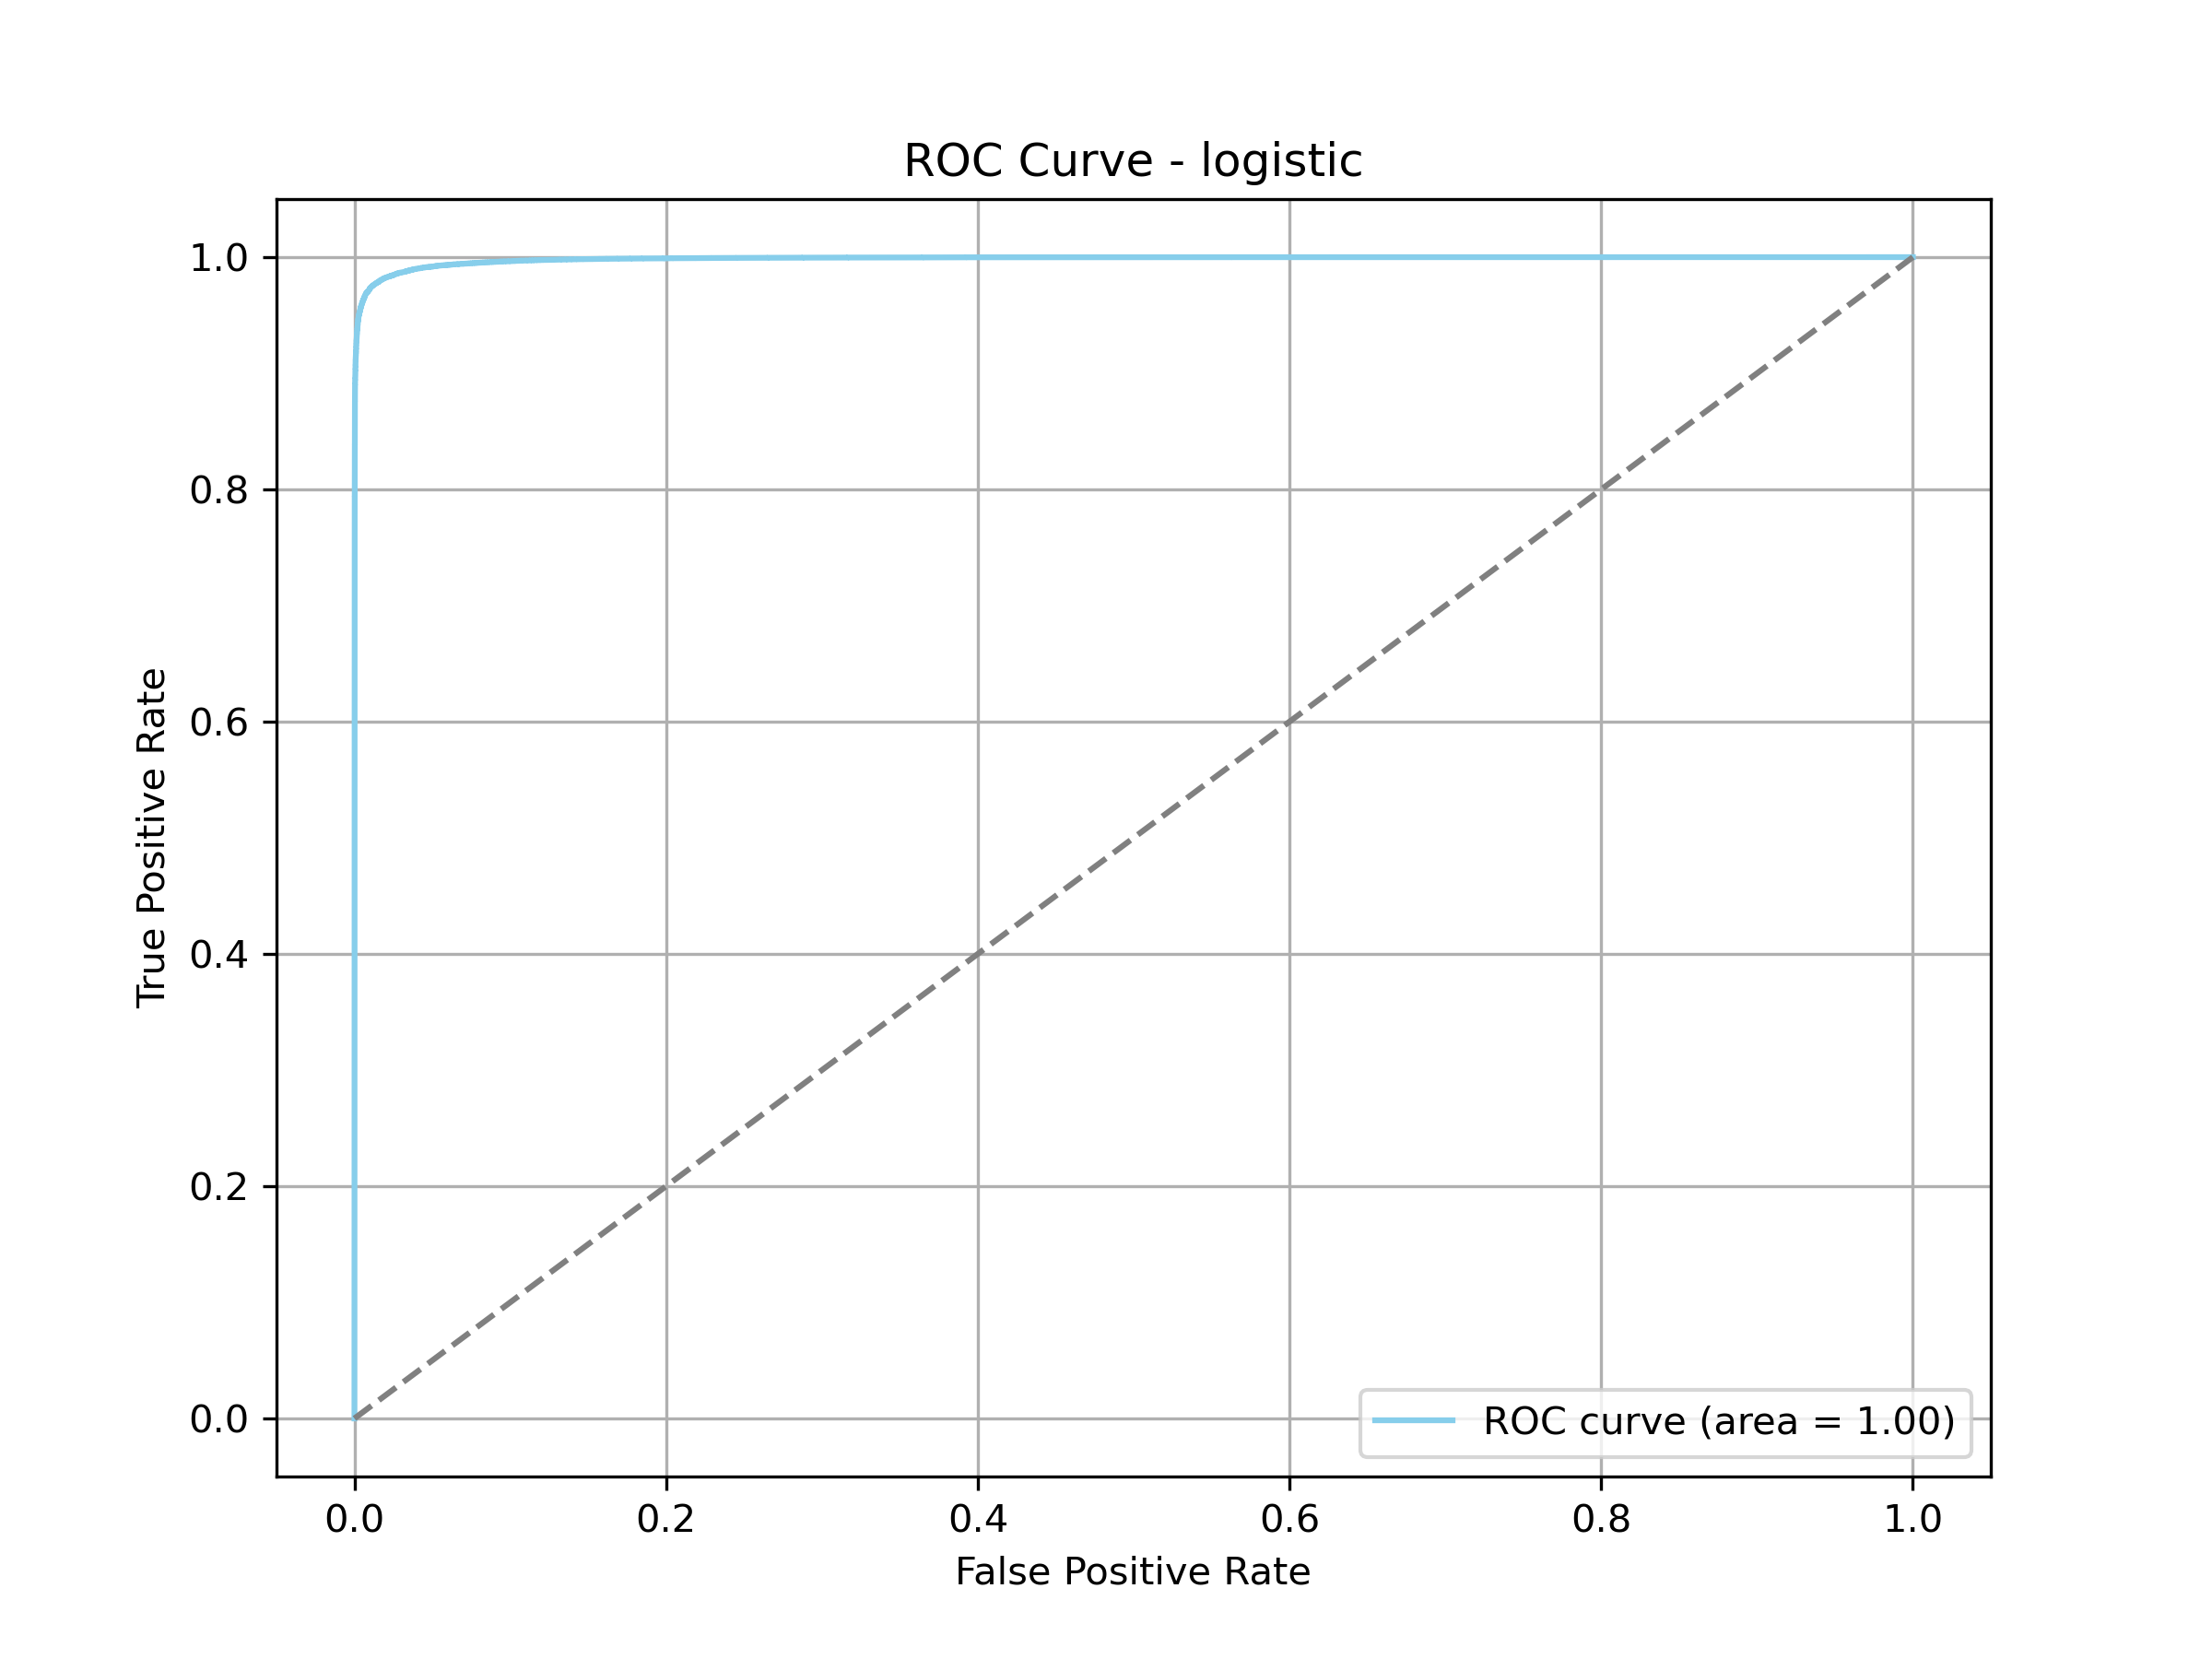 ROC Curve - logistic
True Positive Rate
1.0
0.8
0.6
0.4
0.2
0.0
ROC curve (area = 1.00)
0.0 0.2 0.4 0.6 0.8 1.0
False Positive Rate